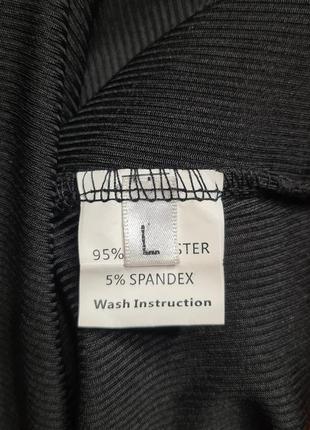 L
95% STER
5% SPANDEX
Wash Instruction